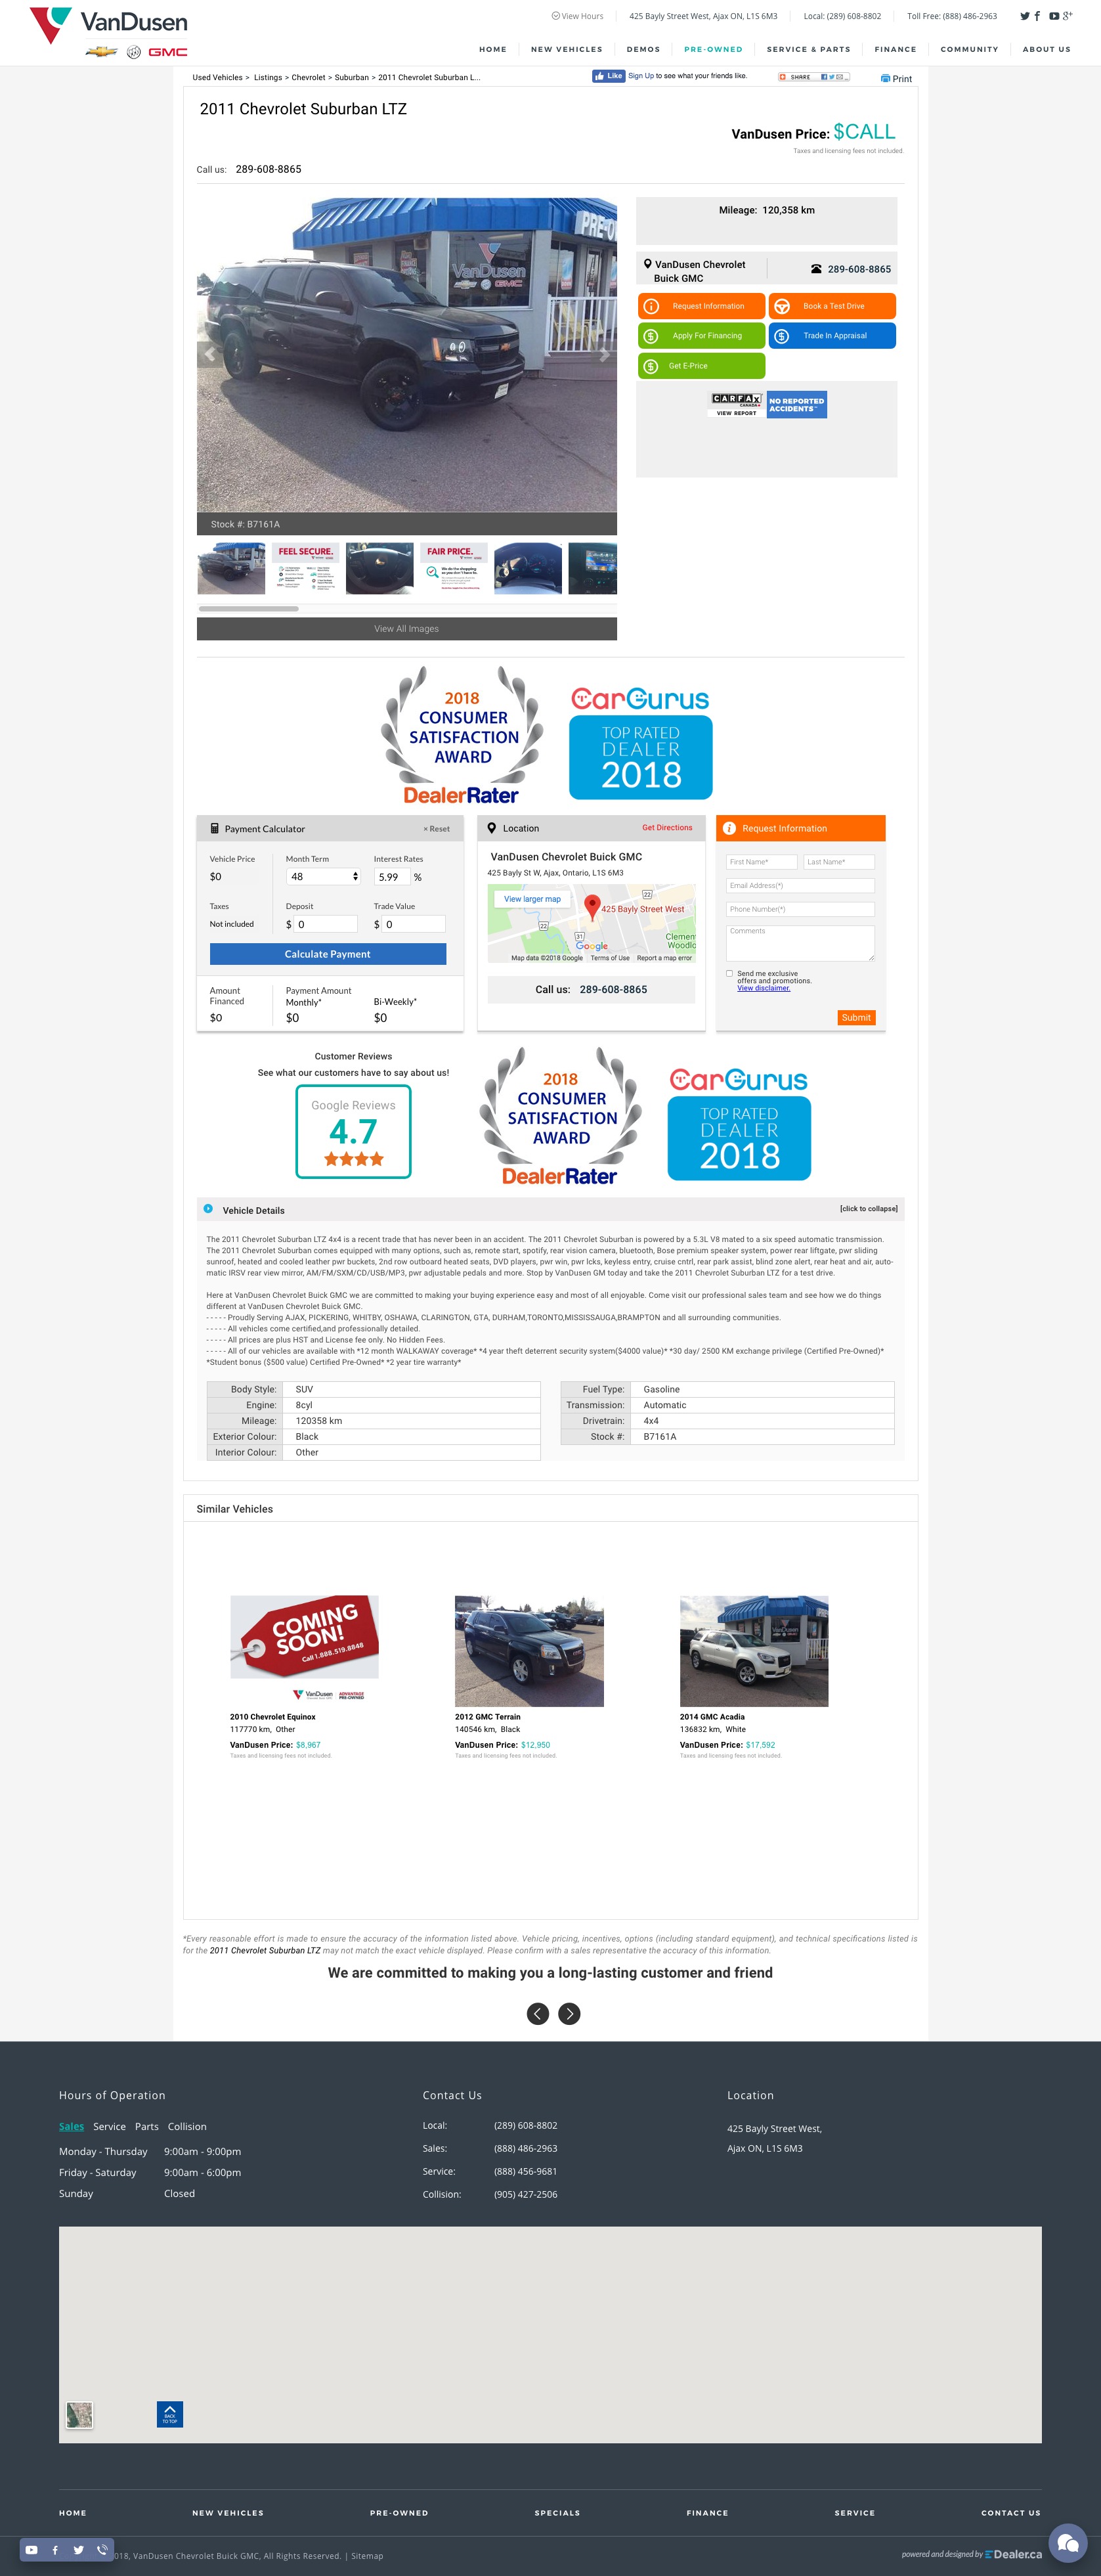 VanDusen
GMC
View Hours
425 Bayly Street West, Ajax ON, L1S 6M3
Local: (289) 608-8802
Toll Free: (888) 486-2963
HOME
NEW VEHICLES
DEMOS
PRE-OWNED
SERVICE & PARTS
FINANCE
COMMUNITY
ABOUT US
Used Vehicles > Listings > Chevrolet > Suburban > 2011 Chevrolet Suburban L...
Like
Sign Up to see what your friends like.
SHARE
Print
2011 Chevrolet Suburban LTZ
VanDusen Price: $CALL
Taxes and licensing fees not included.
Call us: 289-608-8865
PRE-O
VanDusen
GMC
Mileage: 120,358 km
VanDusen Chevrolet
Buick GMC
289-608-8865
Request Information
Book a Test Drive
Apply For Financing
Trade In Appraisal
Get E-Price
CARFAX
CANADA
VIEW REPORT
NO REPORTED
ACCIDENTS™
Stock #: B7161A
FEEL SECURE.
FAIR PRICE.
View All Images
2018
CONSUMER
SATISFACTION
AWARD
DealerRater
CarGurus
TOP RATED
DEALER
2018
Payment Calculator
× Reset
Vehicle Price
Month Term
Interest Rates
$0
48
5.99 %
Taxes
Deposit
Trade Value
Not included
$ 0
$ 0
Calculate Payment
Amount
Financed
Payment Amount
Monthly*
Bi-Weekly*
$0
$0
$0
Location
Get Directions
VanDusen Chevrolet Buick GMC
425 Bayly St W, Ajax, Ontario, L1S 6M3
View larger map
22
425 Bayly Street West
22
31
Google
Clemen
Woodlo
Map data ©2018 Google
Terms of Use
Report a map error
Call us: 289-608-8865
Request Information
First Name*
Last Name*
Email Address(*)
Phone Number(*)
Comments
Send me exclusive
offers and promotions.
View disclaimer.
Submit
Customer Reviews
See what our customers have to say about us!
Google Reviews
4.7
2018
CONSUMER
SATISFACTION
AWARD
DealerRater
CarGurus
TOP RATED
DEALER
2018
Vehicle Details
[click to collapse]
The 2011 Chevrolet Suburban LTZ 4x4 is a recent trade that has never been in an accident. The 2011 Chevrolet Suburban is powered by a 5.3L V8 mated to a six speed automatic transmission.
The 2011 Chevrolet Suburban comes equipped with many options, such as, remote start, spotify, rear vision camera, bluetooth, Bose premium speaker system, power rear liftgate, pwr sliding
sunroof, heated and cooled leather pwr buckets, 2nd row outboard heated seats, DVD players, pwr win, pwr lcks, keyless entry, cruise cntrl, rear park assist, blind zone alert, rear heat and air, auto-
matic IRSV rear view mirror, AM/FM/SXM/CD/USB/MP3, pwr adjustable pedals and more. Stop by VanDusen GM today and take the 2011 Chevrolet Suburban LTZ for a test drive.
Here at VanDusen Chevrolet Buick GMC we are committed to making your buying experience easy and most of all enjoyable. Come visit our professional sales team and see how we do things
different at VanDusen Chevrolet Buick GMC.
- - - - - Proudly Serving AJAX, PICKERING, WHITBY, OSHAWA, CLARINGTON, GTA, DURHAM,TORONTO,MISSISSAUGA,BRAMPTON and all surrounding communities.
- - - - - All vehicles come certified,and professionally detailed.
- - - - - All prices are plus HST and License fee only. No Hidden Fees.
- - - - - All of our vehicles are available with *12 month WALKAWAY coverage* *4 year theft deterrent security system($4000 value)* *30 day/ 2500 KM exchange privilege (Certified Pre-Owned)*
*Student bonus ($500 value) Certified Pre-Owned* *2 year tire warranty*
Body Style: SUV
Engine: 8cyl
Mileage: 120358 km
Exterior Colour: Black
Interior Colour: Other
Fuel Type: Gasoline
Transmission: Automatic
Drivetrain: 4x4
Stock #: B7161A
Similar Vehicles
COMING
SOON!
Call 1.888.519.8848
VanDusen
ADVANTAGE
PRE-OWNED
2010 Chevrolet Equinox
117770 km, Other
VanDusen Price: $8,967
Taxes and licensing fees not included.
2012 GMC Terrain
140546 km, Black
VanDusen Price: $12,950
Taxes and licensing fees not included.
2014 GMC Acadia
136832 km, White
VanDusen Price: $17,592
Taxes and licensing fees not included.
*Every reasonable effort is made to ensure the accuracy of the information listed above. Vehicle pricing, incentives, options (including standard equipment), and technical specifications listed is
for the 2011 Chevrolet Suburban LTZ may not match the exact vehicle displayed. Please confirm with a sales representative the accuracy of this information.
We are committed to making you a long-lasting customer and friend
Hours of Operation
Sales Service Parts Collision
Monday - Thursday 9:00am - 9:00pm
Friday - Saturday 9:00am - 6:00pm
Sunday Closed
Contact Us
Local: (289) 608-8802
Sales: (888) 486-2963
Service: (888) 456-9681
Collision: (905) 427-2506
Location
425 Bayly Street West,
Ajax ON, L1S 6M3
BACK
TO TOP
HOME
NEW VEHICLES
PRE-OWNED
SPECIALS
FINANCE
SERVICE
CONTACT US
018, VanDusen Chevrolet Buick GMC, All Rights Reserved. | Sitemap
powered and designed by EDealer.ca